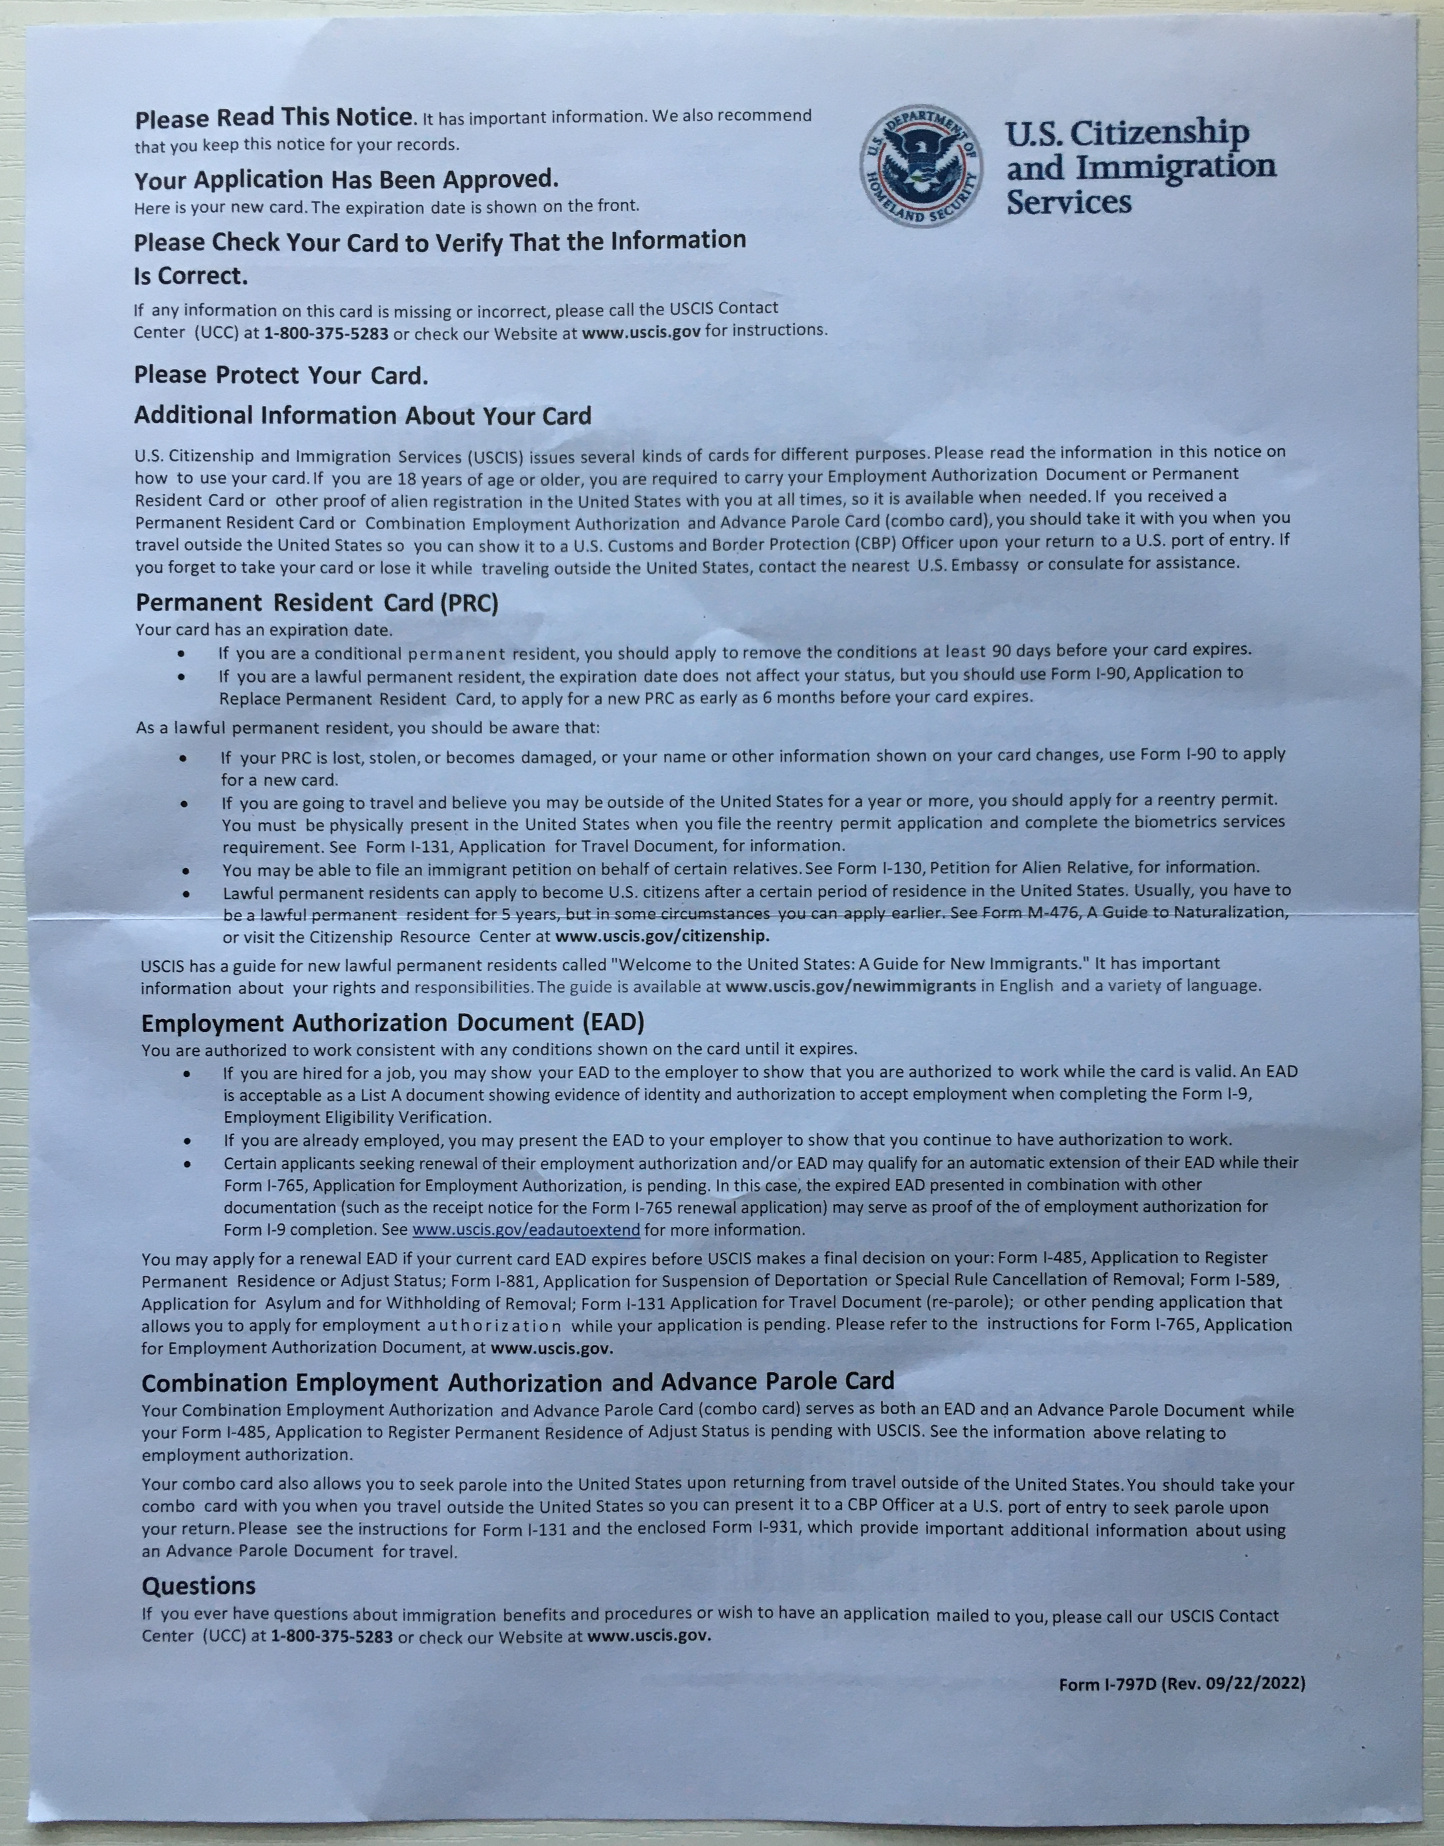 Please Read This Notice. It has important information. We also recommend
that you keep this notice for your records.
Your Application Has Been Approved.
Here is your new card. The expiration date is shown on the front.
Please Check Your Card to Verify That the Information
Is Correct.
If any information on this card is missing or incorrect, please call the USCIS Contact
Center (UCC) at 1-800-375-5283 or check our Website at www.uscis.gov for instructions.
U.S. DEPARTMENT OF HOMELAND SECURITY
U.S. Citizenship
and Immigration
Services
Please Protect Your Card.
Additional Information About Your Card
U.S. Citizenship and Immigration Services (USCIS) issues several kinds of cards for different purposes. Please read the information in this notice on
how to use your card. If you are 18 years of age or older, you are required to carry your Employment Authorization Document or Permanent
Resident Card or other proof of alien registration in the United States with you at all times, so it is available when needed. If you received a
Permanent Resident Card or Combination Employment Authorization and Advance Parole Card (combo card), you should take it with you when you
travel outside the United States so you can show it to a U.S. Customs and Border Protection (CBP) Officer upon your return to a U.S. port of entry. If
you forget to take your card or lose it while traveling outside the United States, contact the nearest U.S. Embassy or consulate for assistance.
Permanent Resident Card (PRC)
Your card has an expiration date.
• If you are a conditional permanent resident, you should apply to remove the conditions at least 90 days before your card expires.
• If you are a lawful permanent resident, the expiration date does not affect your status, but you should use Form I-90, Application to
Replace Permanent Resident Card, to apply for a new PRC as early as 6 months before your card expires.
As a lawful permanent resident, you should be aware that:
• If your PRC is lost, stolen, or becomes damaged, or your name or other information shown on your card changes, use Form I-90 to apply
for a new card.
• If you are going to travel and believe you may be outside of the United States for a year or more, you should apply for a reentry permit.
You must be physically present in the United States when you file the reentry permit application and complete the biometrics services
requirement. See Form I-131, Application for Travel Document, for information.
• You may be able to file an immigrant petition on behalf of certain relatives. See Form I-130, Petition for Alien Relative, for information.
• Lawful permanent residents can apply to become U.S. citizens after a certain period of residence in the United States. Usually, you have to
be a lawful permanent resident for 5 years, but in some circumstances you can apply earlier. See Form M-476, A Guide to Naturalization,
or visit the Citizenship Resource Center at www.uscis.gov/citizenship.
USCIS has a guide for new lawful permanent residents called "Welcome to the United States: A Guide for New Immigrants." It has important
information about your rights and responsibilities. The guide is available at www.uscis.gov/newimmigrants in English and a variety of language.
Employment Authorization Document (EAD)
You are authorized to work consistent with any conditions shown on the card until it expires.
• If you are hired for a job, you may show your EAD to the employer to show that you are authorized to work while the card is valid. An EAD
is acceptable as a List A document showing evidence of identity and authorization to accept employment when completing the Form I-9,
Employment Eligibility Verification.
• If you are already employed, you may present the EAD to your employer to show that you continue to have authorization to work.
• Certain applicants seeking renewal of their employment authorization and/or EAD may qualify for an automatic extension of their EAD while their
Form I-765, Application for Employment Authorization, is pending. In this case, the expired EAD presented in combination with other
documentation (such as the receipt notice for the Form I-765 renewal application) may serve as proof of the of employment authorization for
Form I-9 completion. See www.uscis.gov/eadautoextend for more information.
You may apply for a renewal EAD if your current card EAD expires before USCIS makes a final decision on your: Form I-485, Application to Register
Permanent Residence or Adjust Status; Form I-881, Application for Suspension of Deportation or Special Rule Cancellation of Removal; Form I-589,
Application for Asylum and for Withholding of Removal; Form I-131 Application for Travel Document (re-parole); or other pending application that
allows you to apply for employment authorization while your application is pending. Please refer to the instructions for Form I-765, Application
for Employment Authorization Document, at www.uscis.gov.
Combination Employment Authorization and Advance Parole Card
Your Combination Employment Authorization and Advance Parole Card (combo card) serves as both an EAD and an Advance Parole Document while
your Form I-485, Application to Register Permanent Residence of Adjust Status is pending with USCIS. See the information above relating to
employment authorization.
Your combo card also allows you to seek parole into the United States upon returning from travel outside of the United States. You should take your
combo card with you when you travel outside the United States so you can present it to a CBP Officer at a U.S. port of entry to seek parole upon
your return. Please see the instructions for Form I-131 and the enclosed Form I-931, which provide important additional information about using
an Advance Parole Document for travel.
Questions
If you ever have questions about immigration benefits and procedures or wish to have an application mailed to you, please call our USCIS Contact
Center (UCC) at 1-800-375-5283 or check our Website at www.uscis.gov.
Form I-797D (Rev. 09/22/2022)